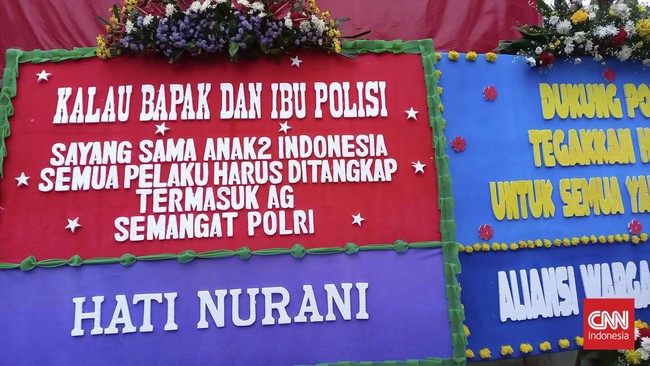 KALAU BAPAK DAN IBU POLISI
SAYANG SAMA ANAK2 INDONESIA
SEMUA PELAKU HARUS DITANGKAP
TERMASUK AG
SEMANGAT POLRI
HATI NURANI
DUKUNG
TEGAKKAN
UNTUK SEMUA
ALIANSI
CNN
Indonesia